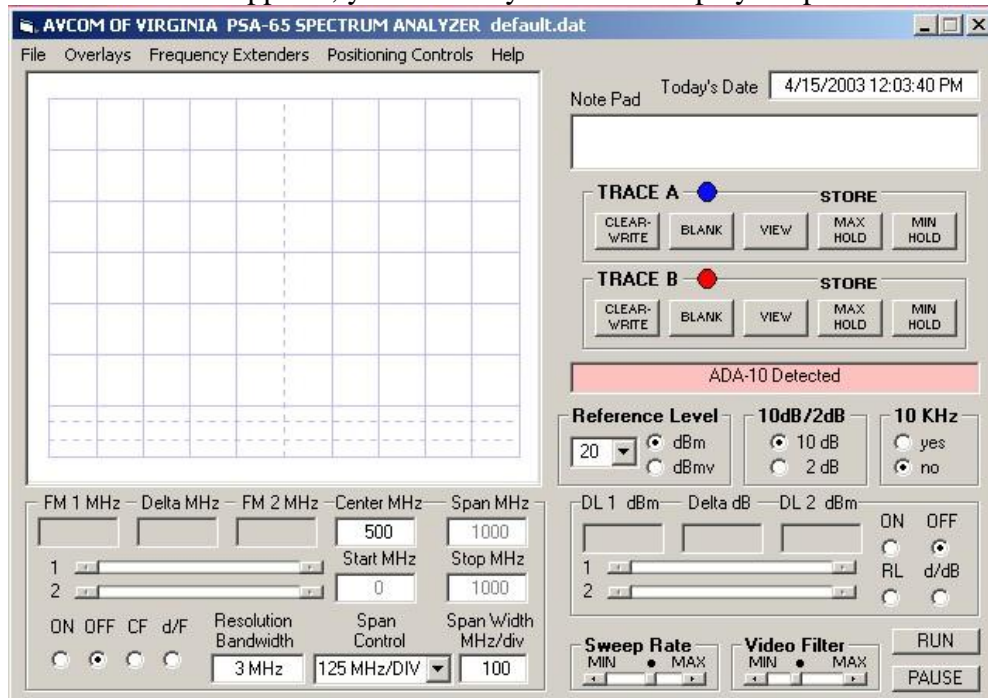 AVCOM OF VIRGINIA PSA-65 SPECTRUM ANALYZER default.dat
File Overlays Frequency Extenders Positioning Controls Help
Today's Date 4/15/2003 12:03:40 PM
Note Pad
TRACE A STORE
CLEAR-WRITE BLANK VIEW MAX HOLD MIN HOLD
TRACE B STORE
CLEAR-WRITE BLANK VIEW MAX HOLD MIN HOLD
ADA-10 Detected
Reference Level 10dB/2dB 10 KHz
20 dBm 10 dB yes
dBmv 2 dB no
FM 1 MHz Delta MHz FM 2 MHz Center MHz Span MHz
500 1000
Start MHz Stop MHz
1 0 1000
2
ON OFF CF d/F
Resolution Bandwidth Span Control Span Width MHz/div
3 MHz 125 MHz/DIV 100
DL 1 dBm Delta dB DL 2 dBm
ON OFF
1 RL d/dB
2
Sweep Rate Video Filter RUN
MIN MAX MIN MAX
PAUSE